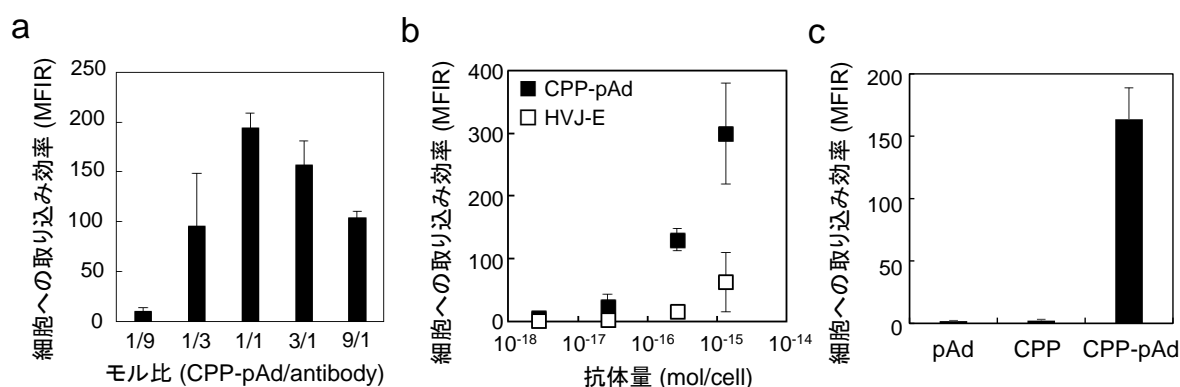 a
細胞への取り込み効率 (MFIR)
250
200
150
100
50
0
1/9 1/3 1/1 3/1 9/1
モル比 (CPP-pAd/antibody)
b
細胞への取り込み効率 (MFIR)
400
300
200
100
0
CPP-pAd
HVJ-E
10-18 10-17 10-16 10-15 10-14
抗体量 (mol/cell)
c
細胞への取り込み効率 (MFIR)
200
150
100
50
0
pAd CPP CPP-pAd